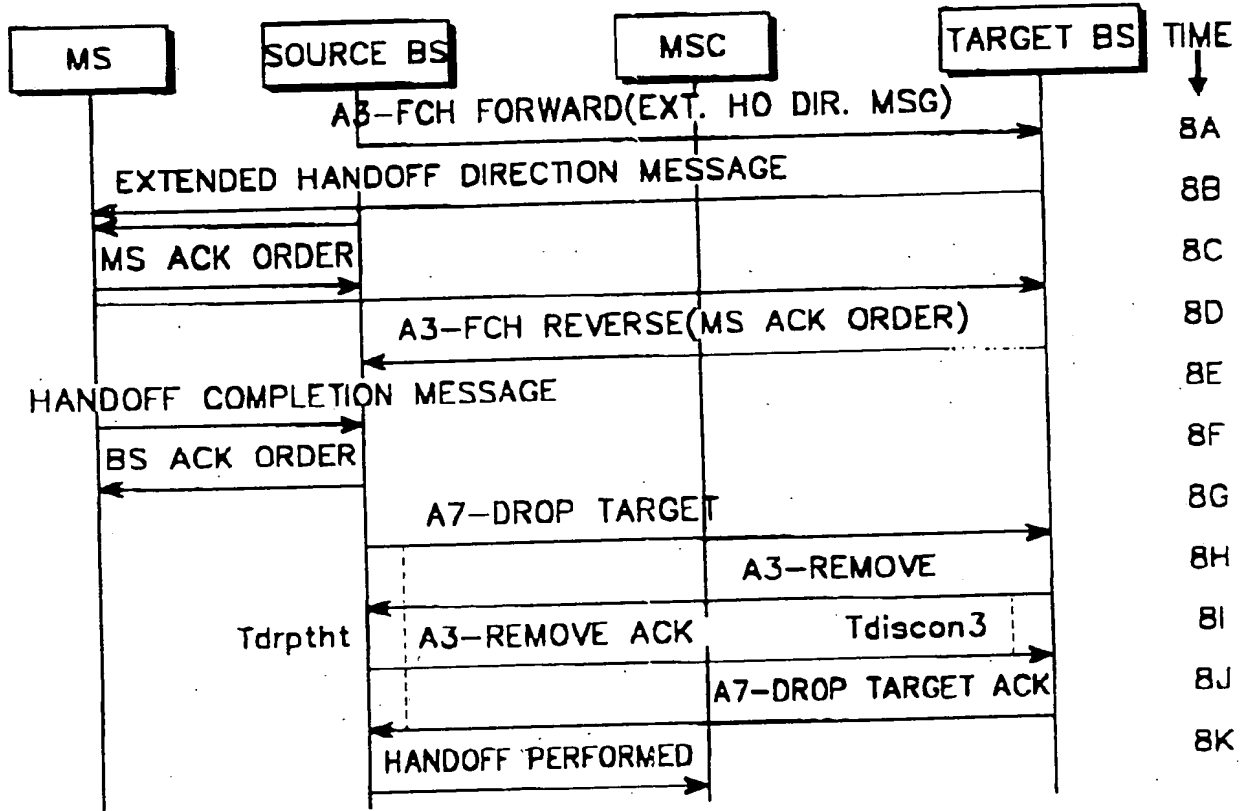 MS
SOURCE BS
MSC
TARGET BS
TIME
A3-FCH FORWARD(EXT. HO DIR. MSG)
8A
EXTENDED HANDOFF DIRECTION MESSAGE
8B
MS ACK ORDER
8C
A3-FCH REVERSE(MS ACK ORDER)
8D
8E
HANDOFF COMPLETION MESSAGE
8F
BS ACK ORDER
8G
A7-DROP TARGET
8H
A3-REMOVE
8I
Tdrptht
A3-REMOVE ACK
Tdiscon3
8J
A7-DROP TARGET ACK
8K
HANDOFF PERFORMED